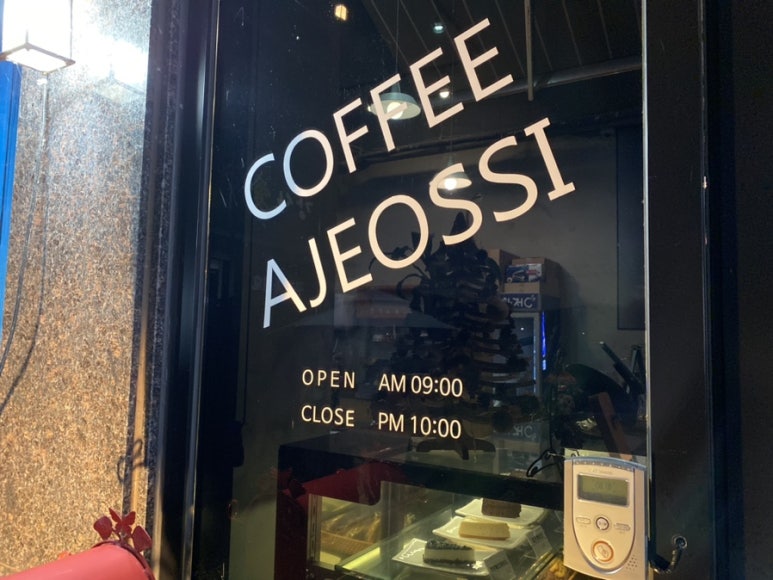 COFFEE
AJEOSSI
OPEN AM 09:00
CLOSE PM 10:00